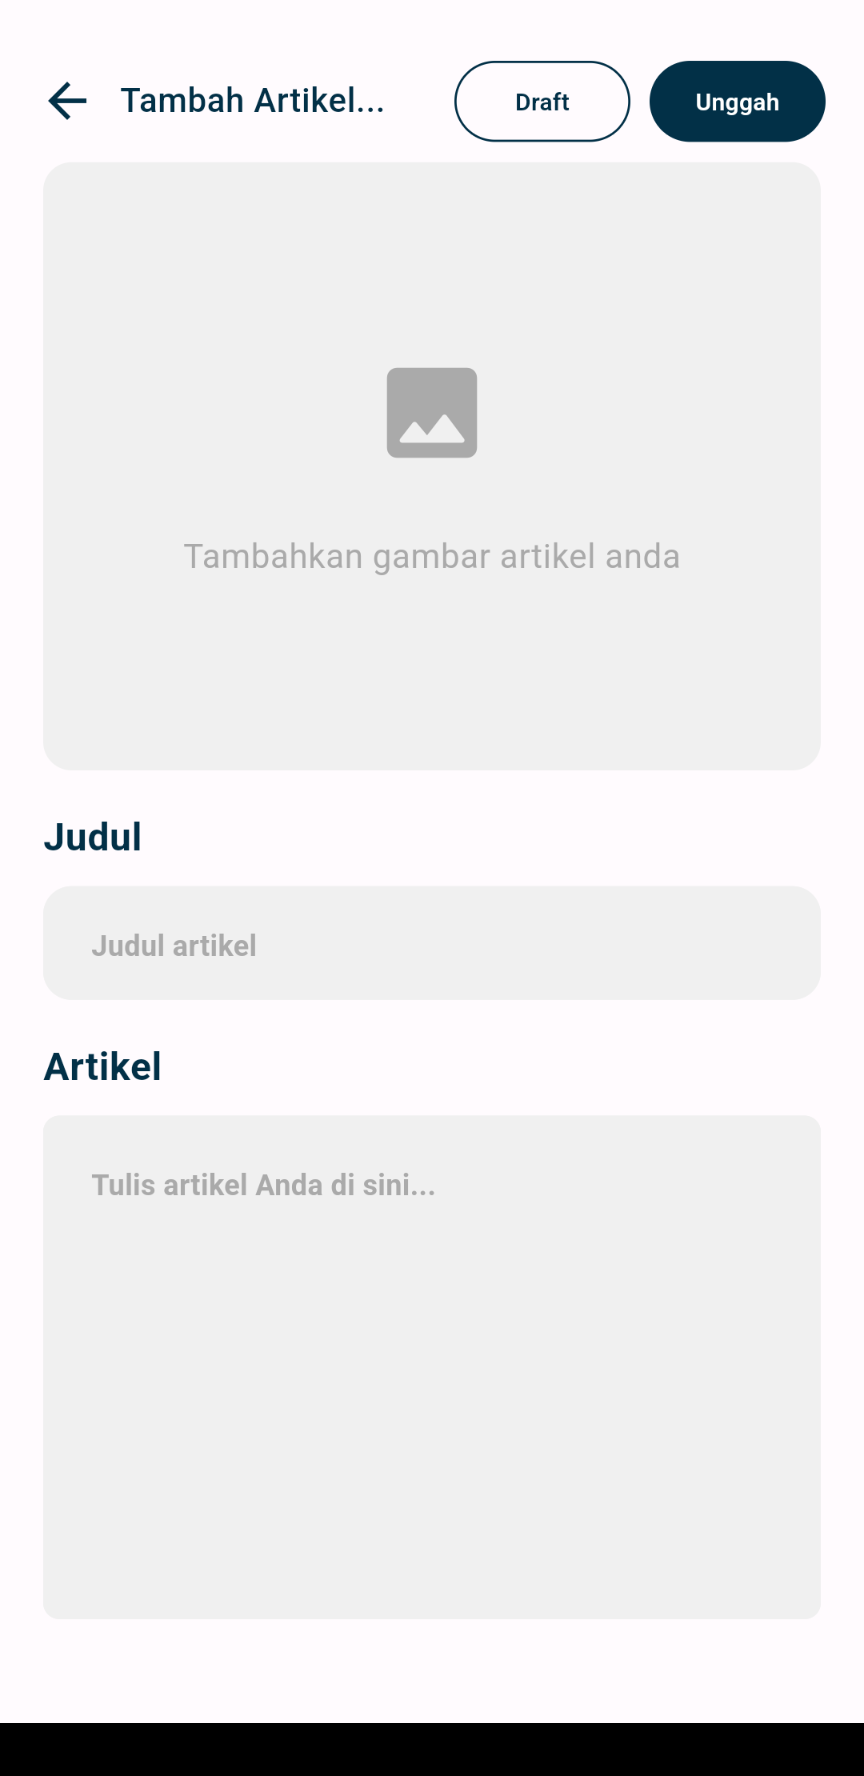 Tambah Artikel...
Draft
Unggah
Tambahkan gambar artikel anda
Judul
Judul artikel
Artikel
Tulis artikel Anda di sini...